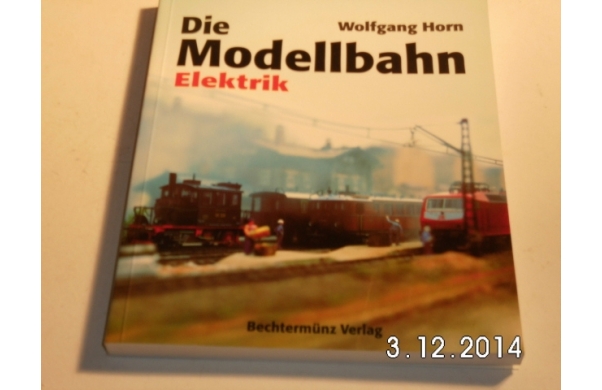 Die
Wolfgang Horn
Modellbahn
Elektrik
Bechtermünz Verlag
3.12.2014